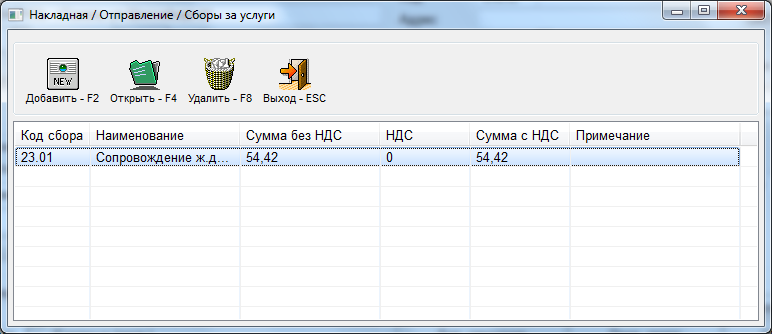 Накладная / Отправление / Сборы за услуги
Адрес
NEW
Добавить - F2 Открыть - F4 Удалить - F8 Выход - ESC
Код сбора Наименование Сумма без НДС НДС Сумма с НДС Примечание
23.01 Сопровождение ж.д... 54,42 0 54,42